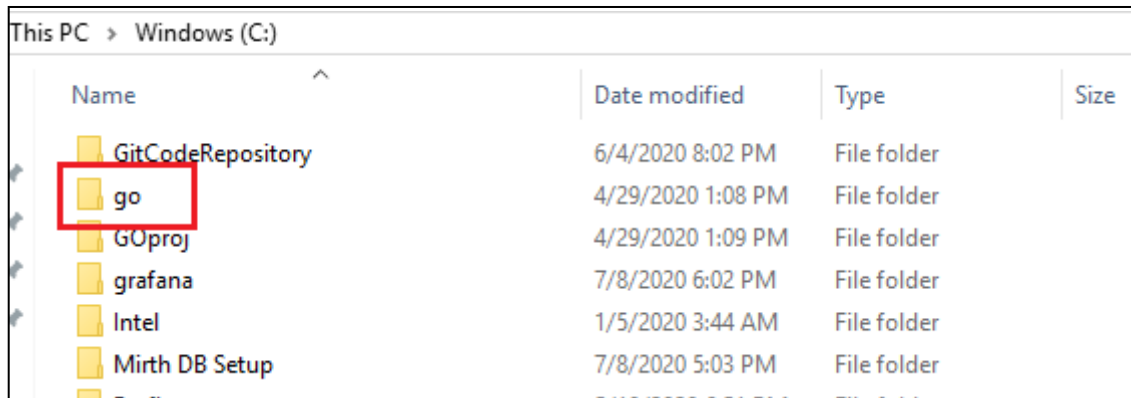 This PC > Windows (C:)
Name Date modified Type Size
GitCodeRepository 6/4/2020 8:02 PM File folder
go 4/29/2020 1:08 PM File folder
GOproj 4/29/2020 1:09 PM File folder
grafana 7/8/2020 6:02 PM File folder
Intel 1/5/2020 3:44 AM File folder
Mirth DB Setup 7/8/2020 5:03 PM File folder